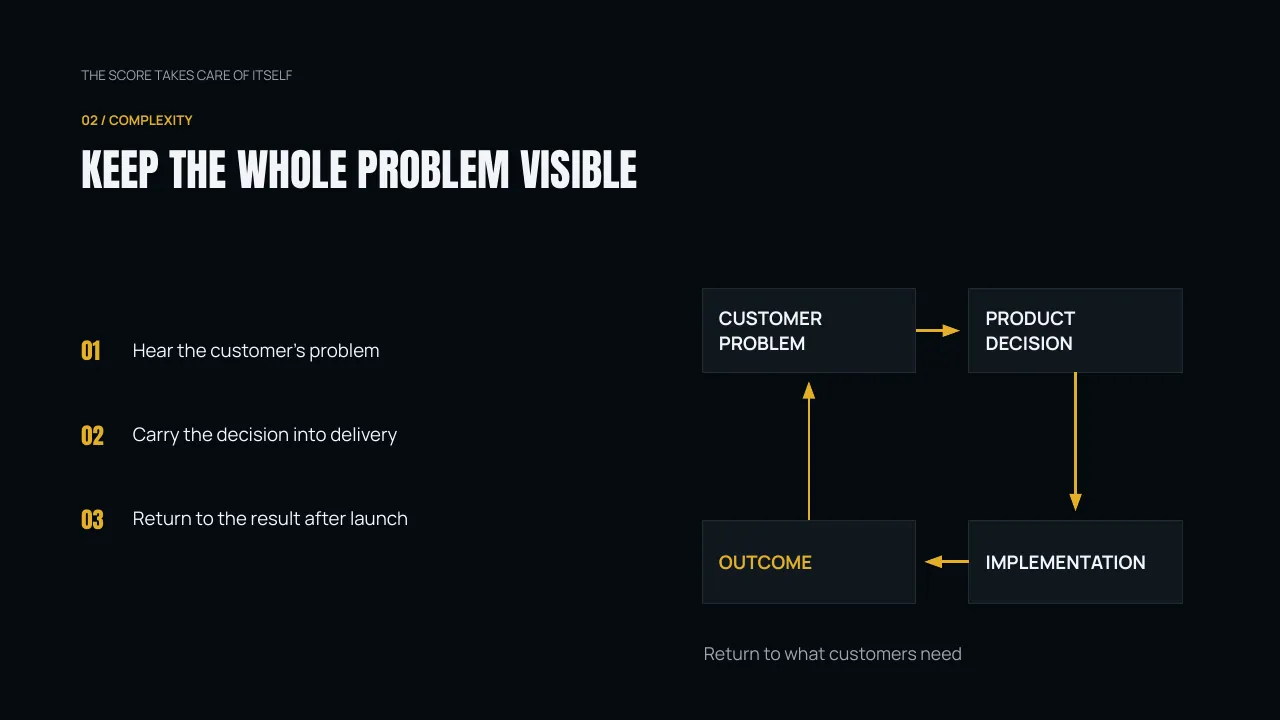 THE SCORE TAKES CARE OF ITSELF
02 / COMPLEXITY
KEEP THE WHOLE PROBLEM VISIBLE
01 Hear the customer's problem
02 Carry the decision into delivery
03 Return to the result after launch
CUSTOMER
PROBLEM
PRODUCT
DECISION
OUTCOME
IMPLEMENTATION
Return to what customers need